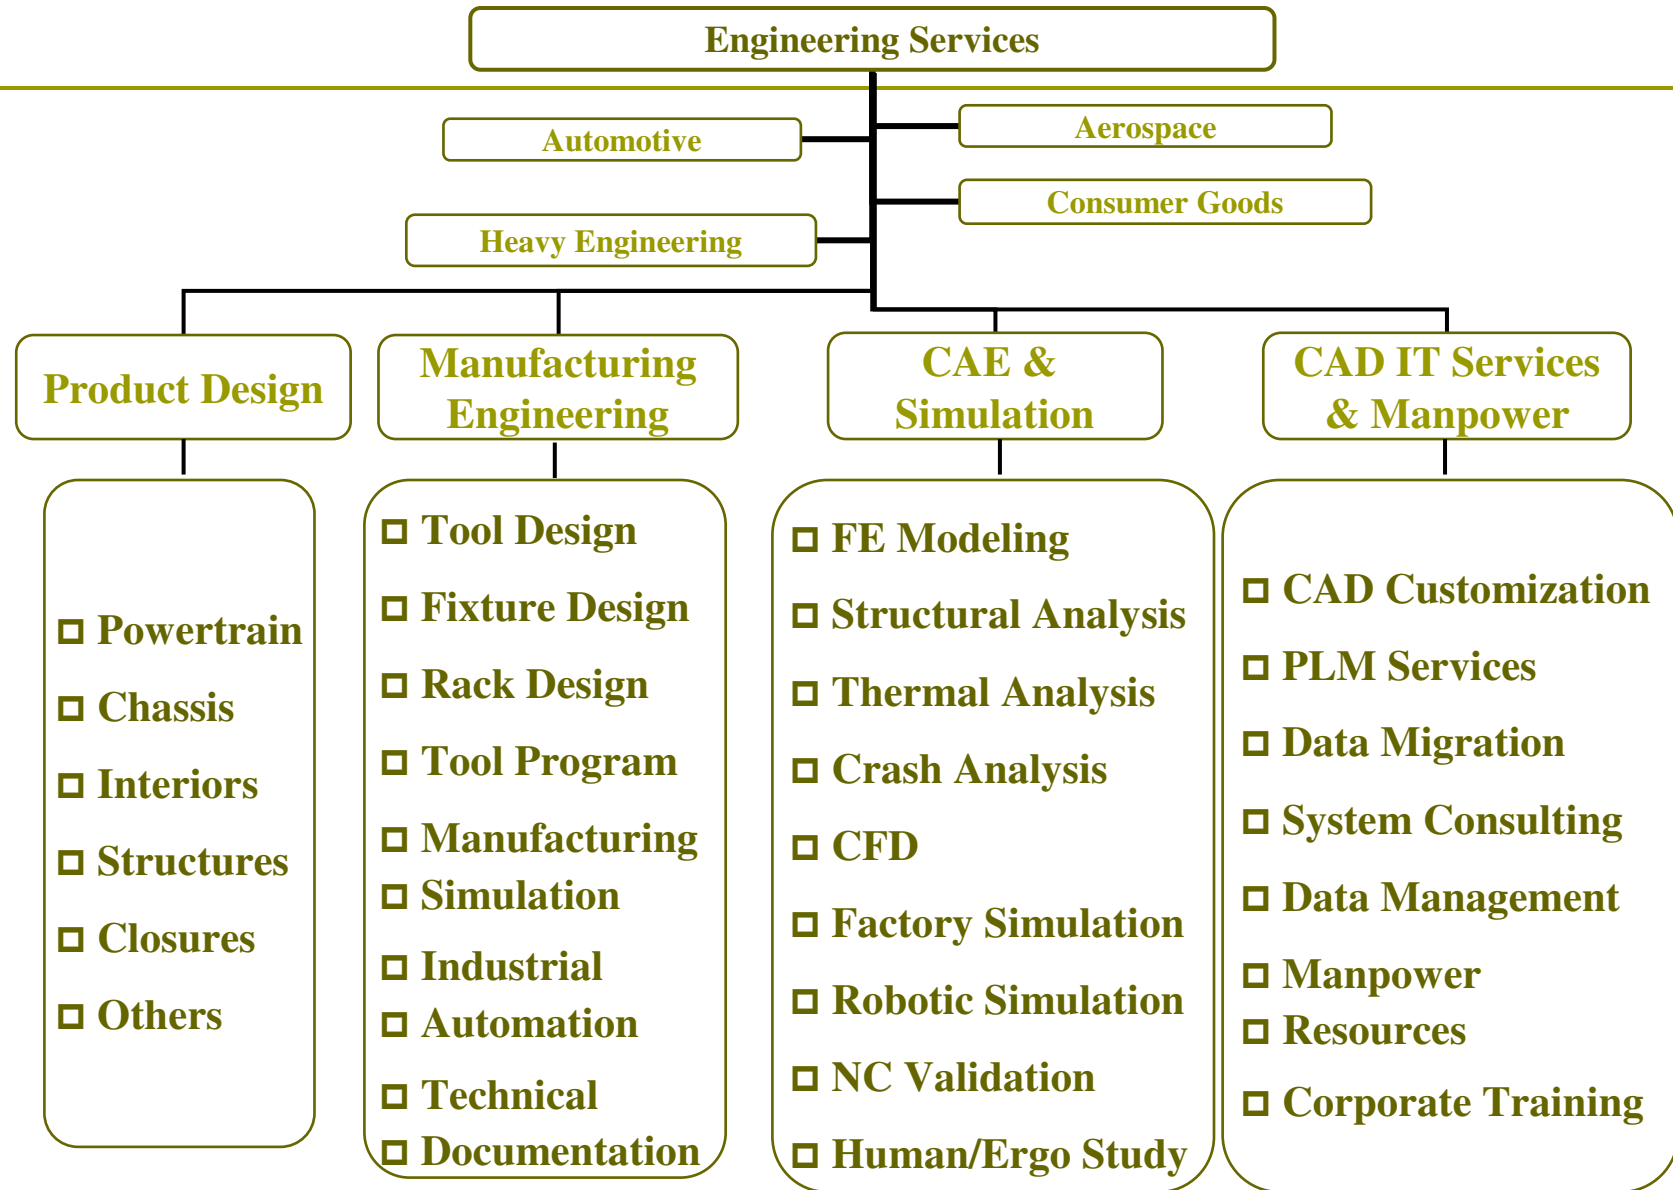 Engineering Services
Automotive
Aerospace
Consumer Goods
Heavy Engineering
Product Design
Manufacturing
Engineering
CAE &
Simulation
CAD IT Services
& Manpower
Powertrain
Chassis
Interiors
Structures
Closures
Others
Tool Design
Fixture Design
Rack Design
Tool Program
Manufacturing
Simulation
Industrial
Automation
Technical
Documentation
FE Modeling
Structural Analysis
Thermal Analysis
Crash Analysis
CFD
Factory Simulation
Robotic Simulation
NC Validation
Human/Ergo Study
CAD Customization
PLM Services
Data Migration
System Consulting
Data Management
Manpower
Resources
Corporate Training